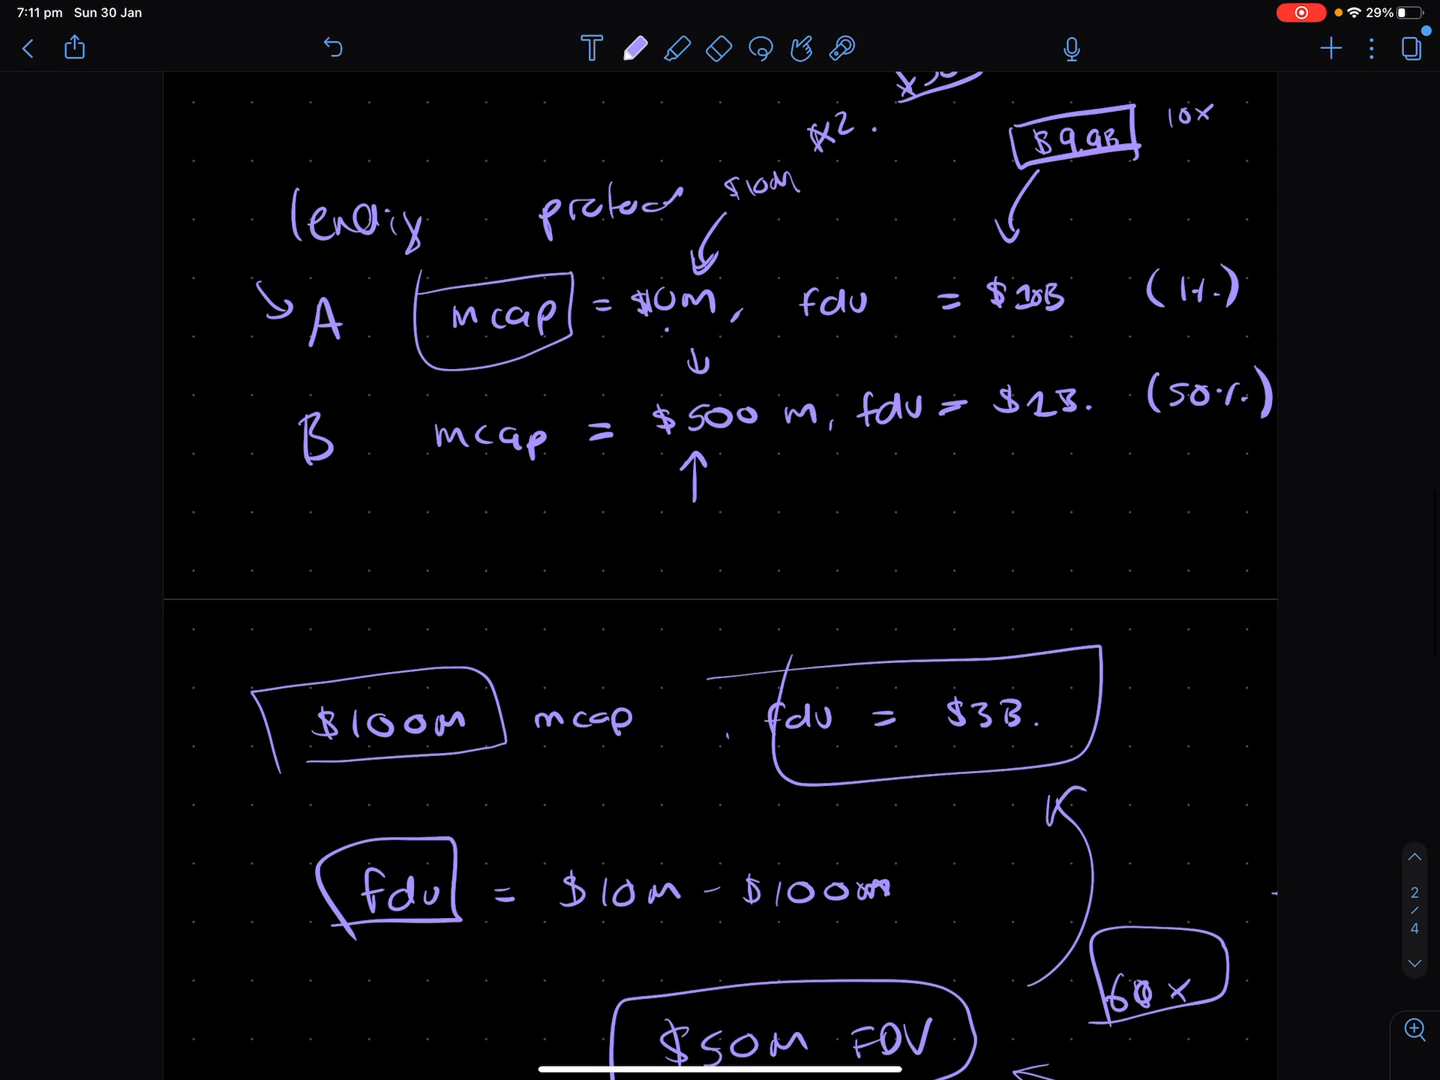 7:11 pm Sun 30 Jan
29%
x2.
$9.9B 10x
lending protocol $10M
A mcap = $10M, fdv = $10B (1%)
B mcap = $500 m, fdv = $1B. (50%)
$100M mcap . fdv = $3B.
fdv = $10M - $100m
2
/
4
60x
$50M FDV